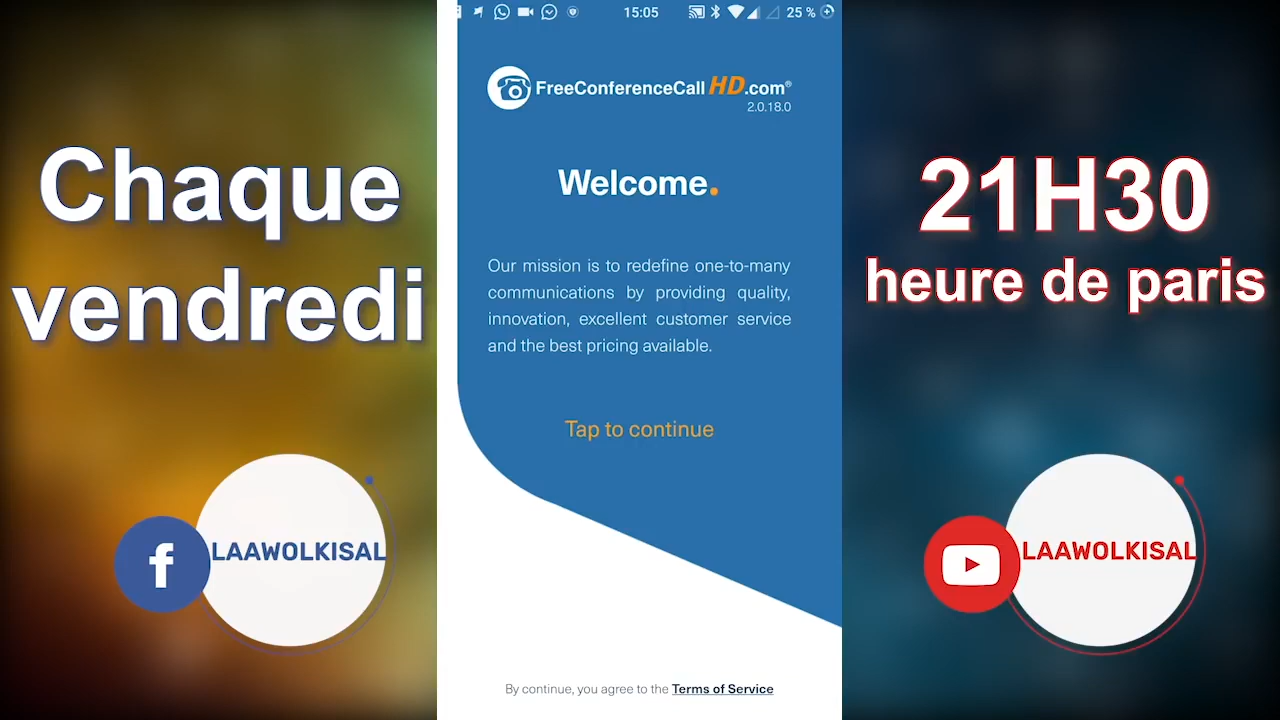 Chaque
vendredi
LAAWOLKISAL
15:05
25 %
FreeConferenceCall HD.com®
2.0.18.0
Welcome.
Our mission is to redefine one-to-many
communications by providing quality,
innovation, excellent customer service
and the best pricing available.
Tap to continue
By continue, you agree to the Terms of Service
21H30
heure de paris
LAAWOLKISAL